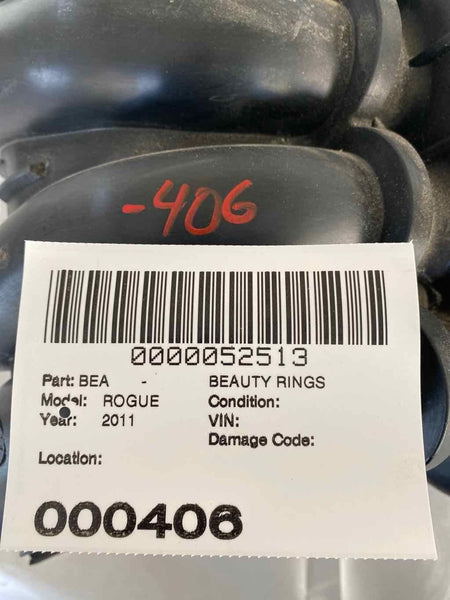 -406
0000052513
Part: BEA - BEAUTY RINGS
Model: ROGUE Condition:
Year: 2011 VIN:
Damage Code:
Location:
000406